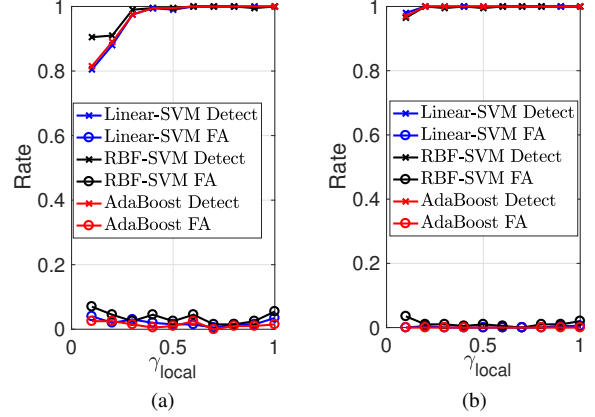 1
0.8
0.6
0.4
0.2
0
Rate
Linear-SVM Detect
Linear-SVM FA
RBF-SVM Detect
RBF-SVM FA
AdaBoost Detect
AdaBoost FA
0 0.5 1
γlocal
(a)
1
0.8
0.6
0.4
0.2
0
Rate
Linear-SVM Detect
Linear-SVM FA
RBF-SVM Detect
RBF-SVM FA
AdaBoost Detect
AdaBoost FA
0 0.5 1
γlocal
(b)